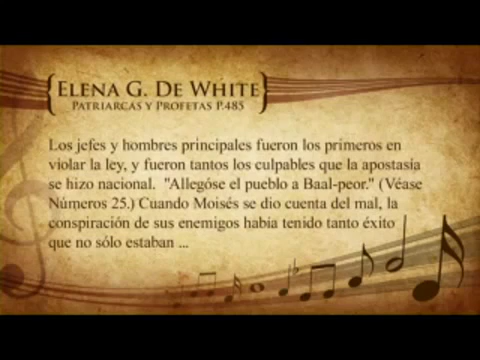 {ELENA G. DE WHITE}
PATRIARCAS Y PROFETAS P.485
Los jefes y hombres principales fueron los primeros en
violar la ley, y fueron tantos los culpables que la apostasía
se hizo nacional. "Allegóse el pueblo a Baal-peor." (Véase
Números 25.) Cuando Moisés se dio cuenta del mal, la
conspiración de sus enemigos había tenido tanto éxito
que no sólo estaban ...